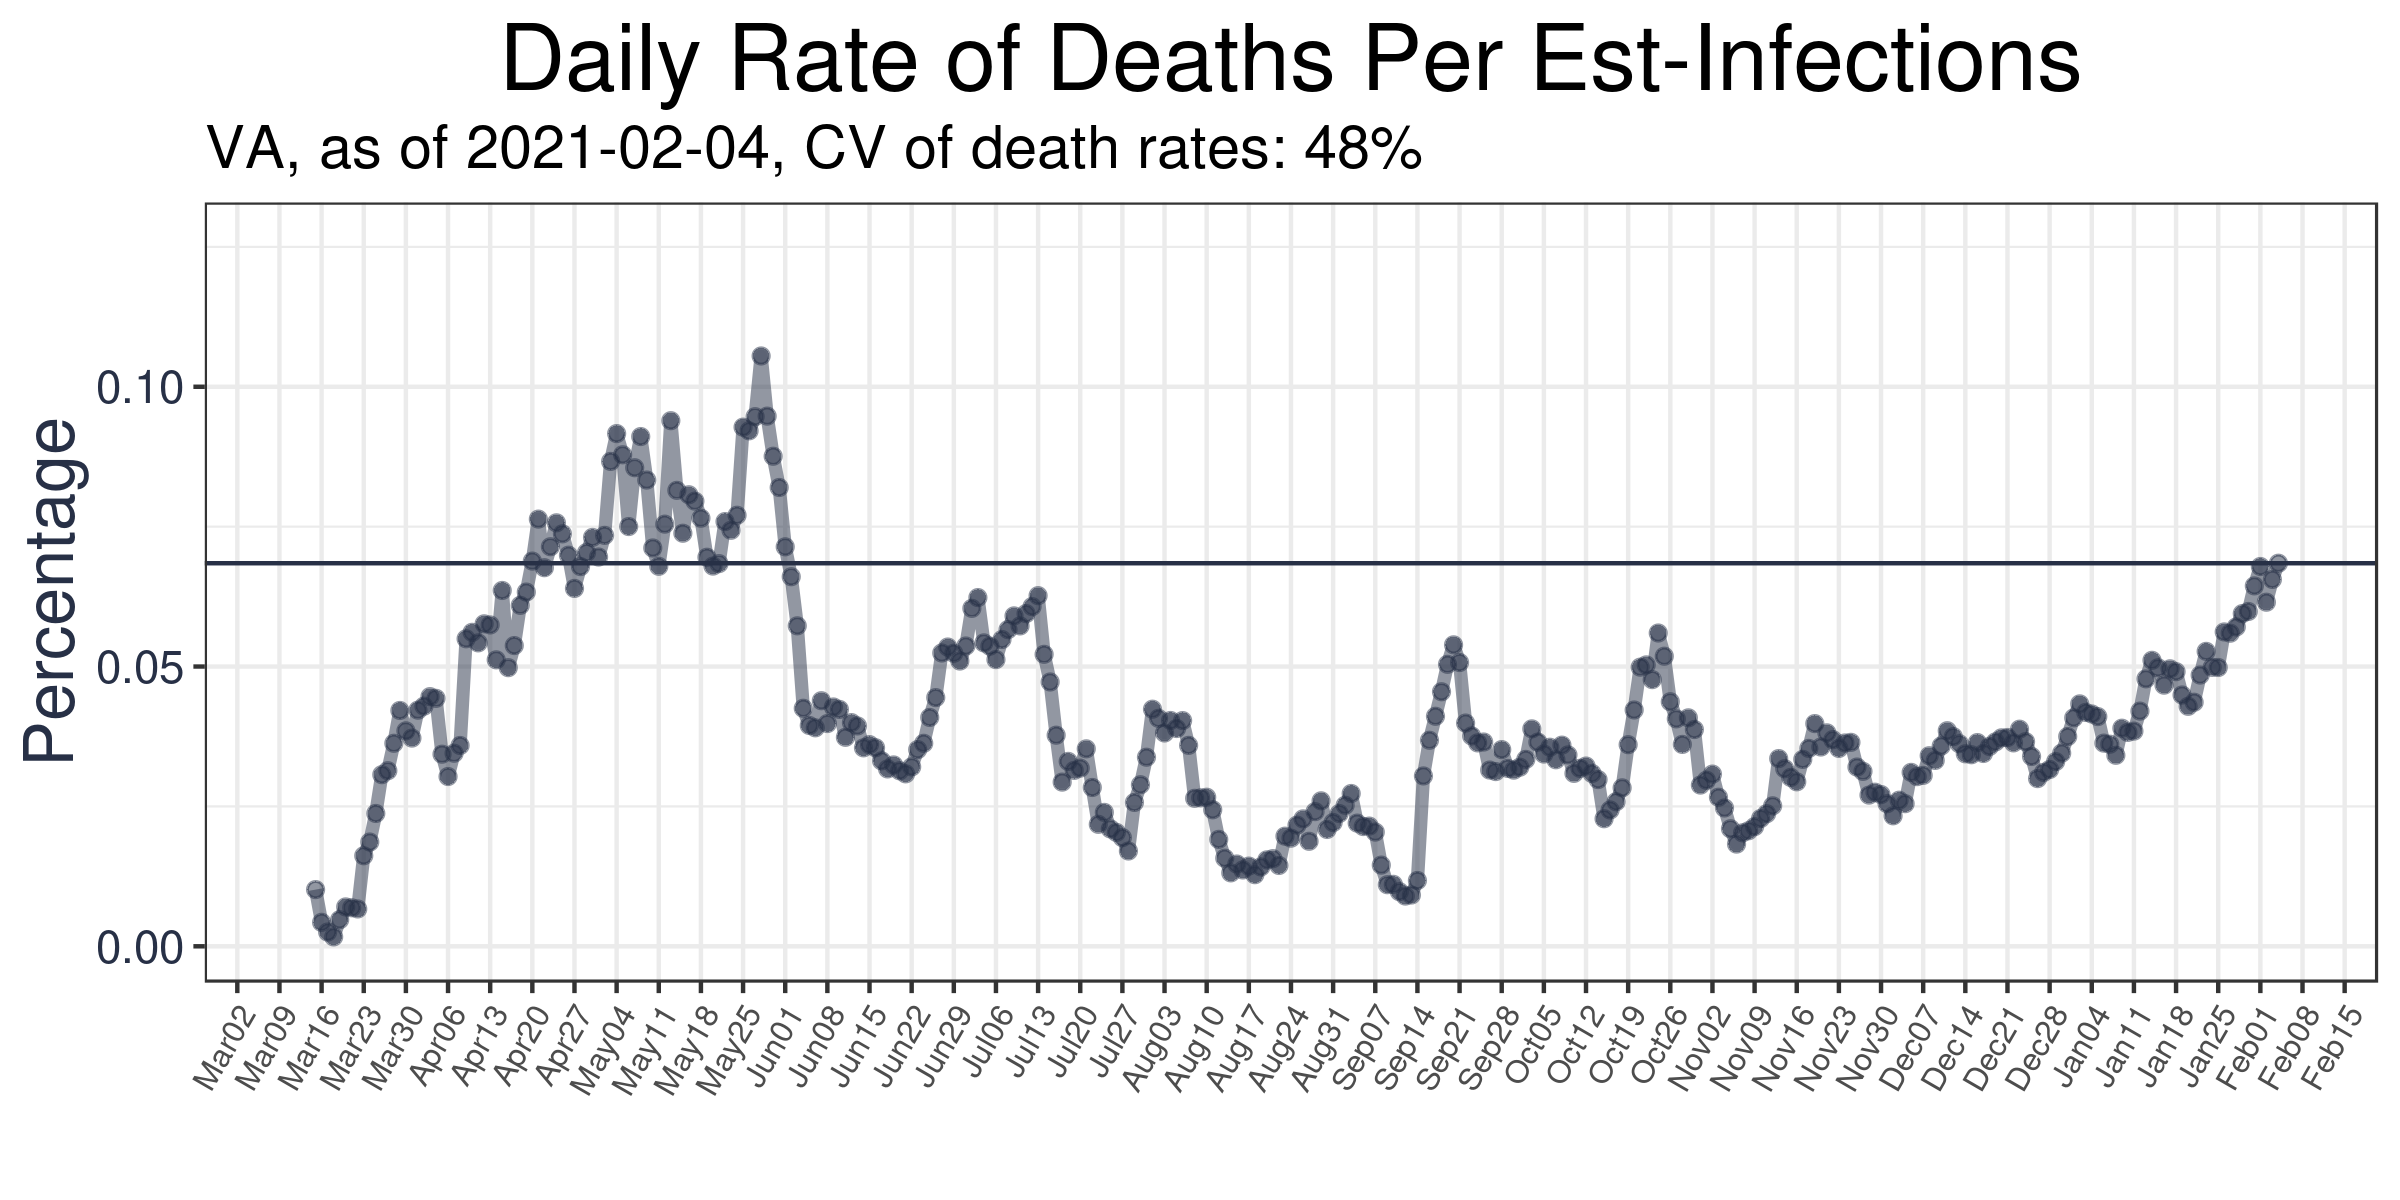 Daily Rate of Deaths Per Est-Infections
VA, as of 2021-02-04, CV of death rates: 48%
Percentage
0.10
0.05
0.00
Mar02
Mar09
Mar16
Mar23
Mar30
Apr06
Apr13
Apr20
Apr27
May04
May11
May18
May25
Jun01
Jun08
Jun15
Jun22
Jun29
Jul06
Jul13
Jul20
Jul27
Aug03
Aug10
Aug17
Aug24
Aug31
Sep07
Sep14
Sep21
Sep28
Oct05
Oct12
Oct19
Oct26
Nov02
Nov09
Nov16
Nov23
Nov30
Dec07
Dec14
Dec21
Dec28
Jan04
Jan11
Jan18
Jan25
Feb01
Feb08
Feb15